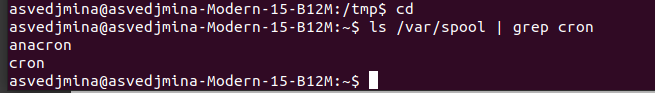 asvedjmina@asvedjmina-Modern-15-B12M:/tmp$ cd
asvedjmina@asvedjmina-Modern-15-B12M:~$ ls /var/spool | grep cron
anacron
cron
asvedjmina@asvedjmina-Modern-15-B12M:~$